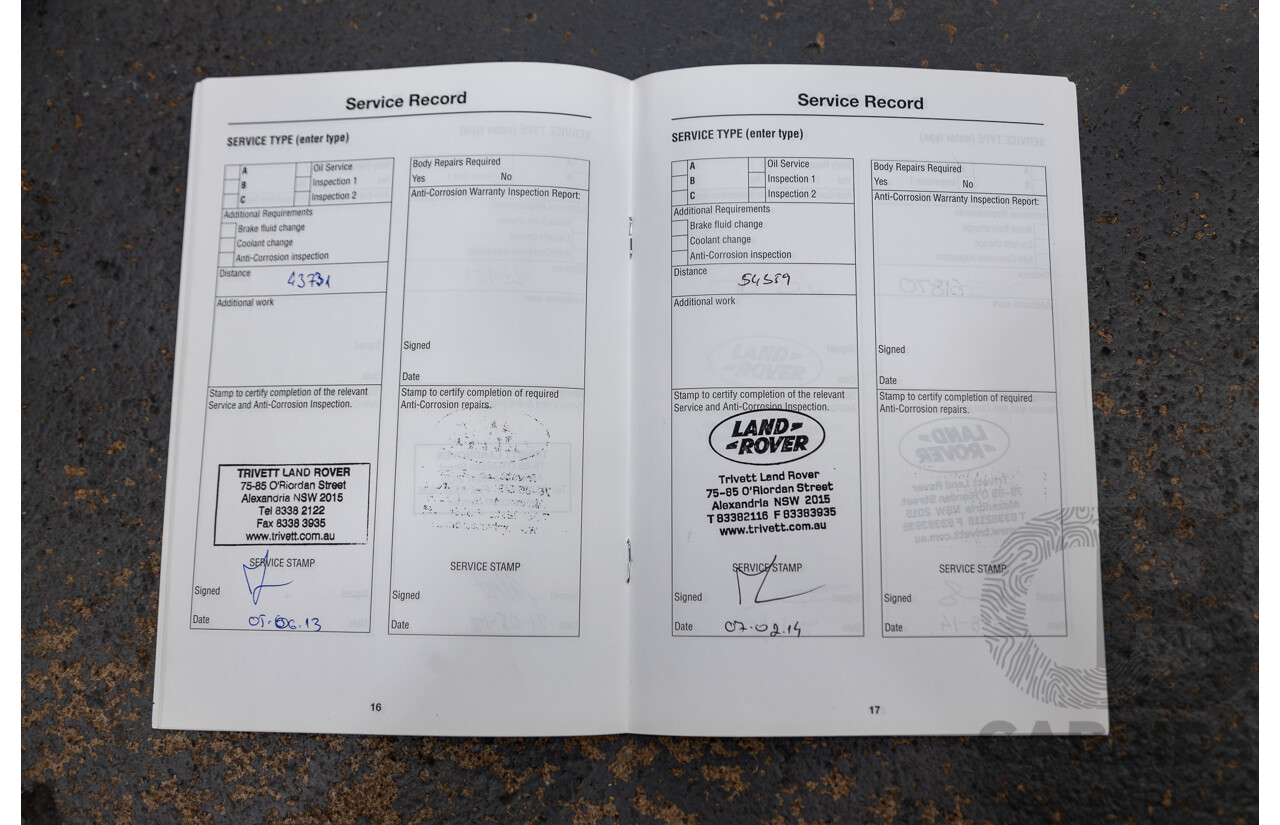 Service Record
SERVICE TYPE (enter type)
A
B
C
Oil Service
Inspection 1
Inspection 2
Additional Requirements
Brake fluid change
Coolant change
Anti-Corrosion inspection
Distance
43731
Additional work
Stamp to certify completion of the relevant
Service and Anti-Corrosion Inspection.
TRIVETT LAND ROVER
75-85 O'Riordan Street
Alexandria NSW 2015
Tel 8338 2122
Fax 8338 3935
www.trivett.com.au
SERVICE STAMP
Signed
Date
Body Repairs Required
Yes No
Anti-Corrosion Warranty Inspection Report:
Signed
Date
Stamp to certify completion of required
Anti-Corrosion repairs.
SERVICE STAMP
Signed
Date
16
Service Record
SERVICE TYPE (enter type)
A
B
C
Oil Service
Inspection 1
Inspection 2
Additional Requirements
Brake fluid change
Coolant change
Anti-Corrosion inspection
Distance
54589
Additional work
Stamp to certify completion of the relevant
Service and Anti-Corrosion Inspection.
LAND
ROVER
Trivett Land Rover
75-85 O'Riordan Street
Alexandria NSW 2015
T 83382116 F 83383935
www.trivett.com.au
SERVICE STAMP
Signed
Date 07.02.14
Body Repairs Required
Yes No
Anti-Corrosion Warranty Inspection Report:
Signed
Date
Stamp to certify completion of required
Anti-Corrosion repairs.
SERVICE STAMP
Signed
Date
17